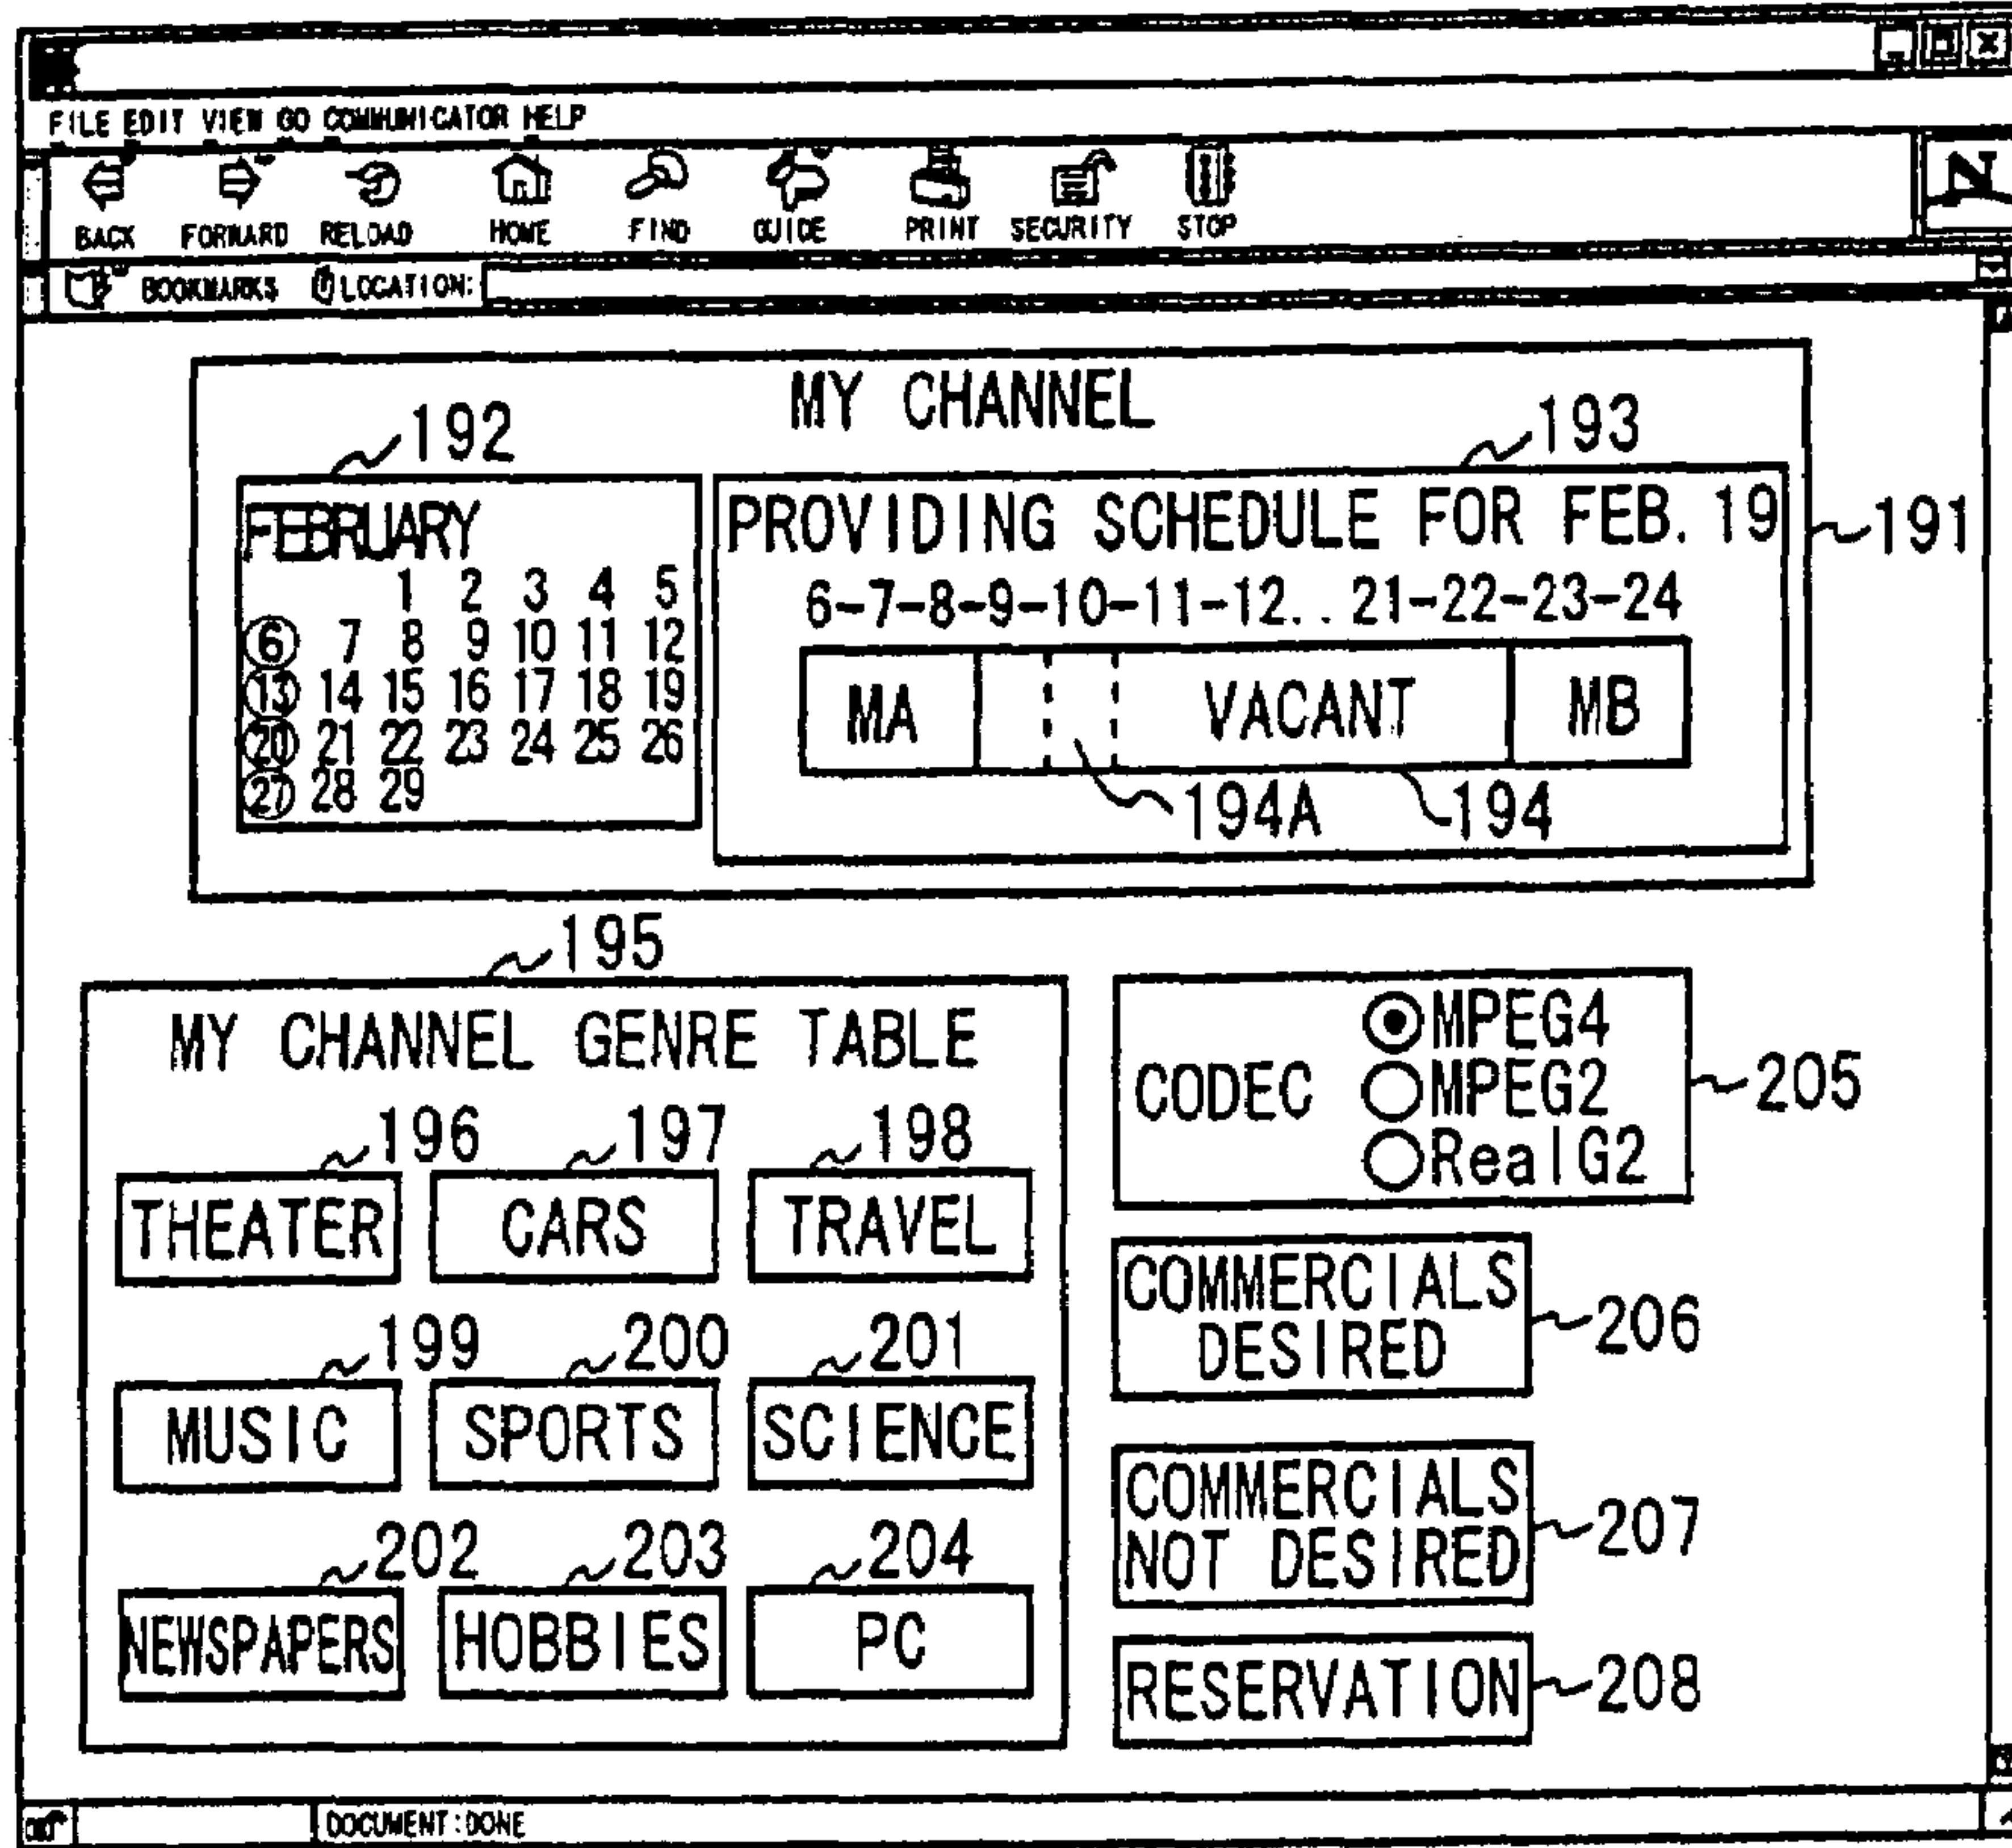 FILE EDIT VIEW GO COMMUNICATOR HELP
BACK FORWARD RELOAD HOME FIND GUIDE PRINT SECURITY STOP
N
BOOKMARKS LOCATION:
MY CHANNEL
192
193
191
FEBRUARY
1 2 3 4 5
6 7 8 9 10 11 12
13 14 15 16 17 18 19
20 21 22 23 24 25 26
27 28 29
PROVIDING SCHEDULE FOR FEB. 19
6-7-8-9-10-11-12..21-22-23-24
MA VACANT MB
194A 194
195
MY CHANNEL GENRE TABLE
196 197 198
THEATER CARS TRAVEL
199 200 201
MUSIC SPORTS SCIENCE
202 203 204
NEWSPAPERS HOBBIES PC
CODEC
MPEG4
MPEG2
RealG2
205
COMMERCIALS
DESIRED
206
COMMERCIALS
NOT DESIRED
207
RESERVATION
208
DOCUMENT:DONE